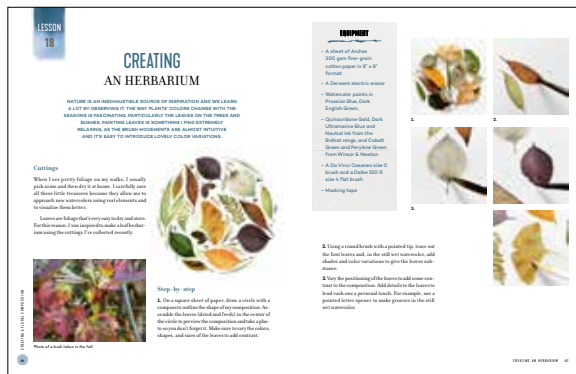 LESSON
18
CREATING
AN HERBARIUM
NATURE IS AN INEXHAUSTIBLE SOURCE OF INSPIRATION AND WE LEARN
A LOT BY OBSERVING IT. THE WAY PLANTS' COLORS CHANGE WITH THE
SEASONS IS FASCINATING, PARTICULARLY THE LEAVES ON THE TREES AND
BUSHES. PAINTING LEAVES IS SOMETHING I FIND EXTREMELY
RELAXING, AS THE BRUSH MOVEMENTS ARE ALMOST INTUITIVE
AND IT'S EASY TO INTRODUCE LOVELY COLOR VARIATIONS.
Cuttings
When I see pretty foliage on my walks, I usually
pick some and then dry it at home. I carefully save
all these little treasures because they allow me to
approach new watercolors using real elements and
to visualize them better.
Leaves are foliage that's very easy to dry and store.
For this reason, I was inspired to make a leaf herbar-
ium using the cuttings I've collected recently.
Photo of a bush taken in the fall
Step-by-step
1. On a square sheet of paper, draw a circle with a
compass to outline the shape of my composition. As-
semble the leaves (dried and fresh) in the center of
the circle to preview the composition and take a pho-
to so you don't forget it. Make sure to vary the colors,
shapes, and sizes of the leaves to add contrast.
EQUIPMENT
– A sheet of Arches
300 gsm fine-grain
cotton paper in 8" x 8"
format
– A Derwent electric eraser
– Watercolor paints in
Prussian Blue, Dark
English Green,
– Quinacridone Gold, Dark
Ultramarine Blue and
Neutral ink from the
Bréhat range, and Cobalt
Green and Perylene Green
from Winsor & Newton
– A Da Vinci Casaneo size 0
brush and a Dalbe 520 R
size 4 flat brush
– Masking tape
1.
2.
3.
2. Using a round brush with a pointed tip, trace out
the first leaves and, in the still wet watercolor, add
shades and color variations to give the leaves sub-
stance.
3. Vary the positioning of the leaves to add some con-
trast to the composition. Add details to the leaves to
lend each one a personal touch. For example, use a
pointed letter opener to make grooves in the still
wet watercolor.